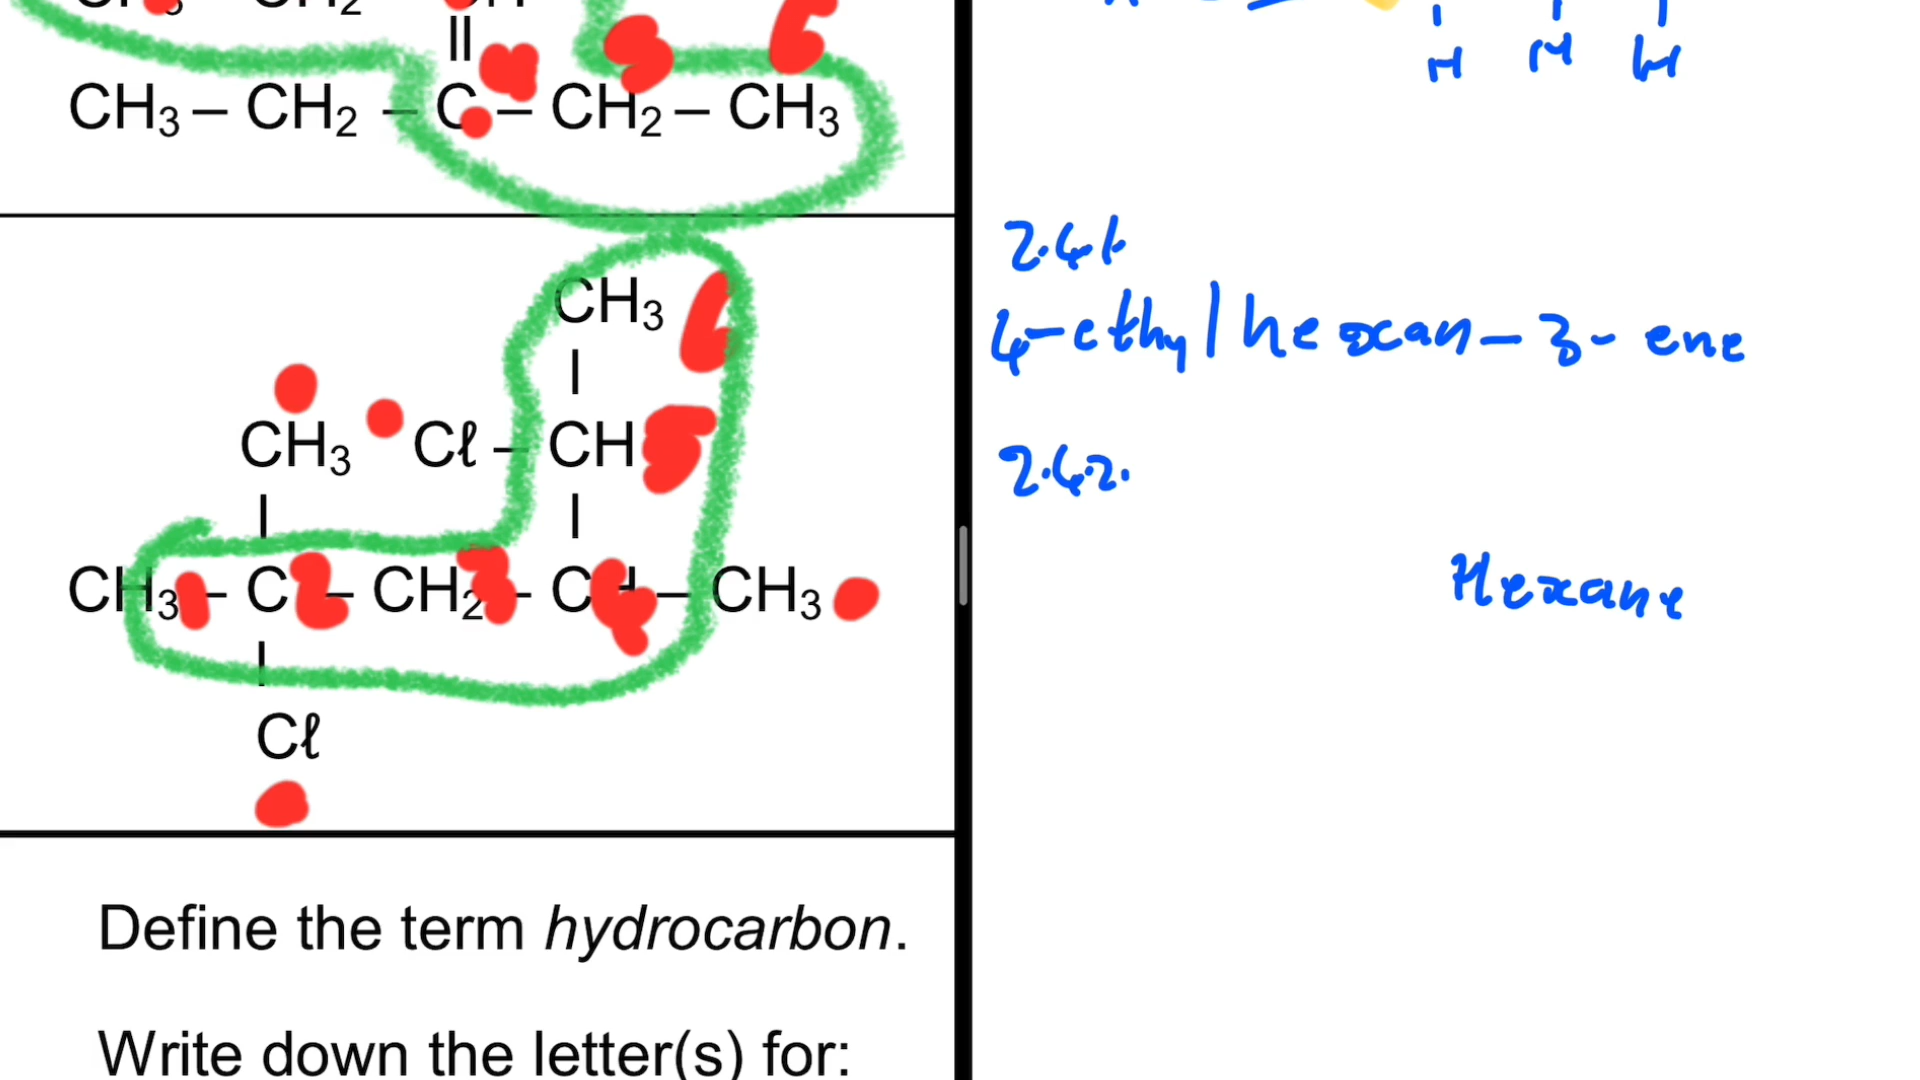 CH3 – CH2 – C – CH2 – CH3
CH3
CH3 Cℓ – CH
CH3 – C – CH2 – CH – CH3
Cℓ
Define the term hydrocarbon.
Write down the letter(s) for:
H H H
2.4.1
4-ethylhexan-3-ene
2.4.2.
Hexane